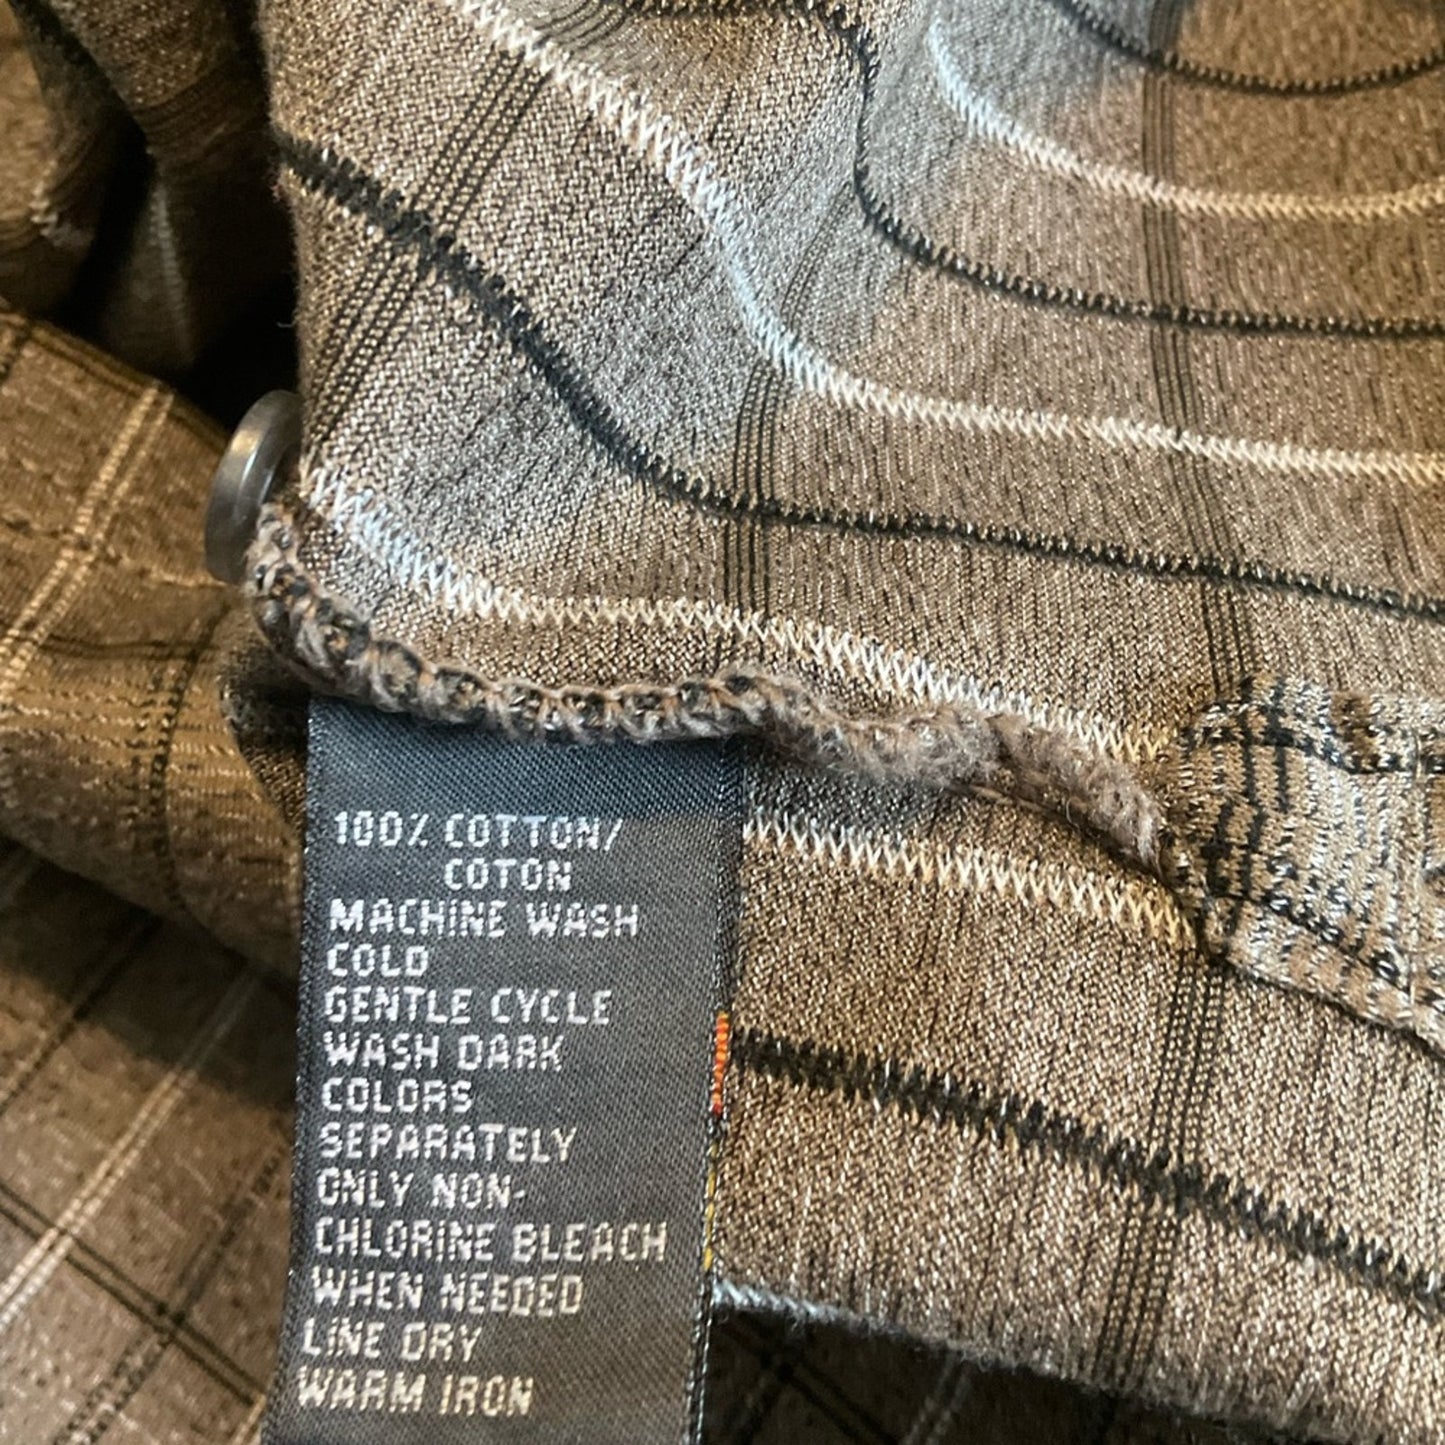 100% COTTON/
COTON
MACHINE WASH
COLD
GENTLE CYCLE
WASH DARK
COLORS
SEPARATELY
ONLY NON-
CHLORINE BLEACH
WHEN NEEDED
LINE DRY
WARM IRON